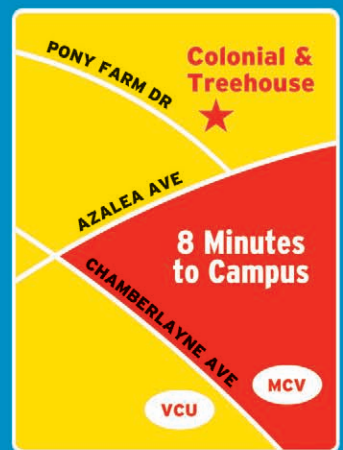 PONY FARM DR
Colonial &
Treehouse
AZALEA AVE
8 Minutes
to Campus
CHAMBERLAYNE AVE
MCV
VCU